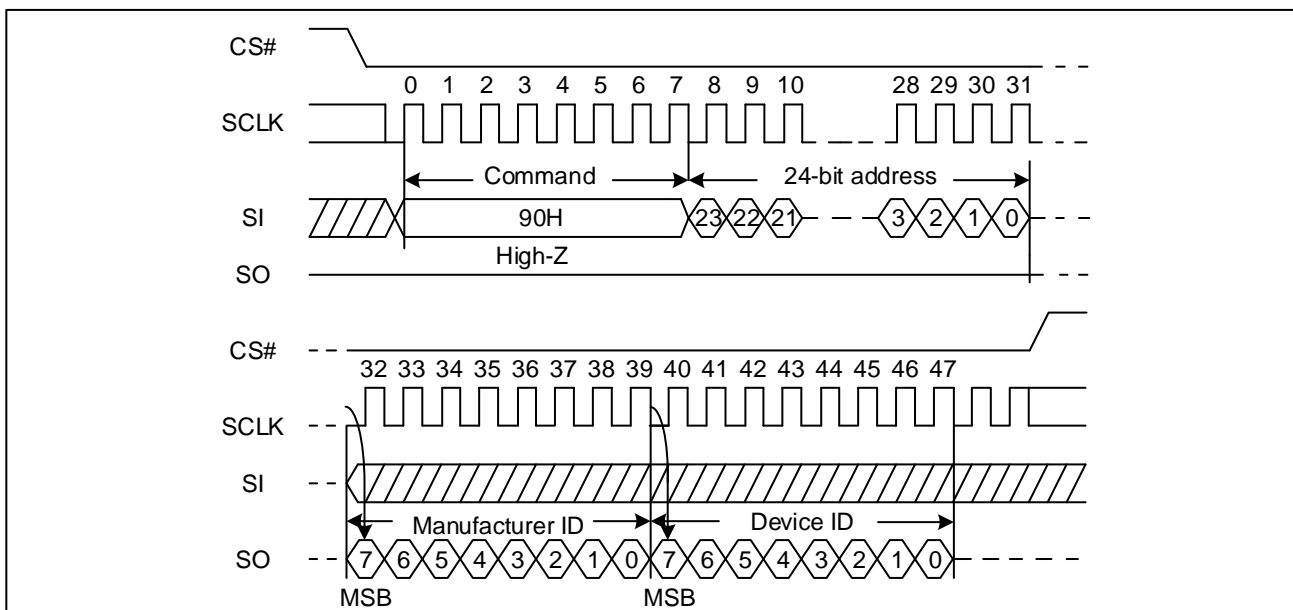 CS#
0 1 2 3 4 5 6 7 8 9 10 28 29 30 31
SCLK
Command 24-bit address
SI 90H 23 22 21 3 2 1 0
High-Z
SO
CS#
32 33 34 35 36 37 38 39 40 41 42 43 44 45 46 47
SCLK
SI
Manufacturer ID Device ID
SO 7 6 5 4 3 2 1 0 7 6 5 4 3 2 1 0
MSB MSB